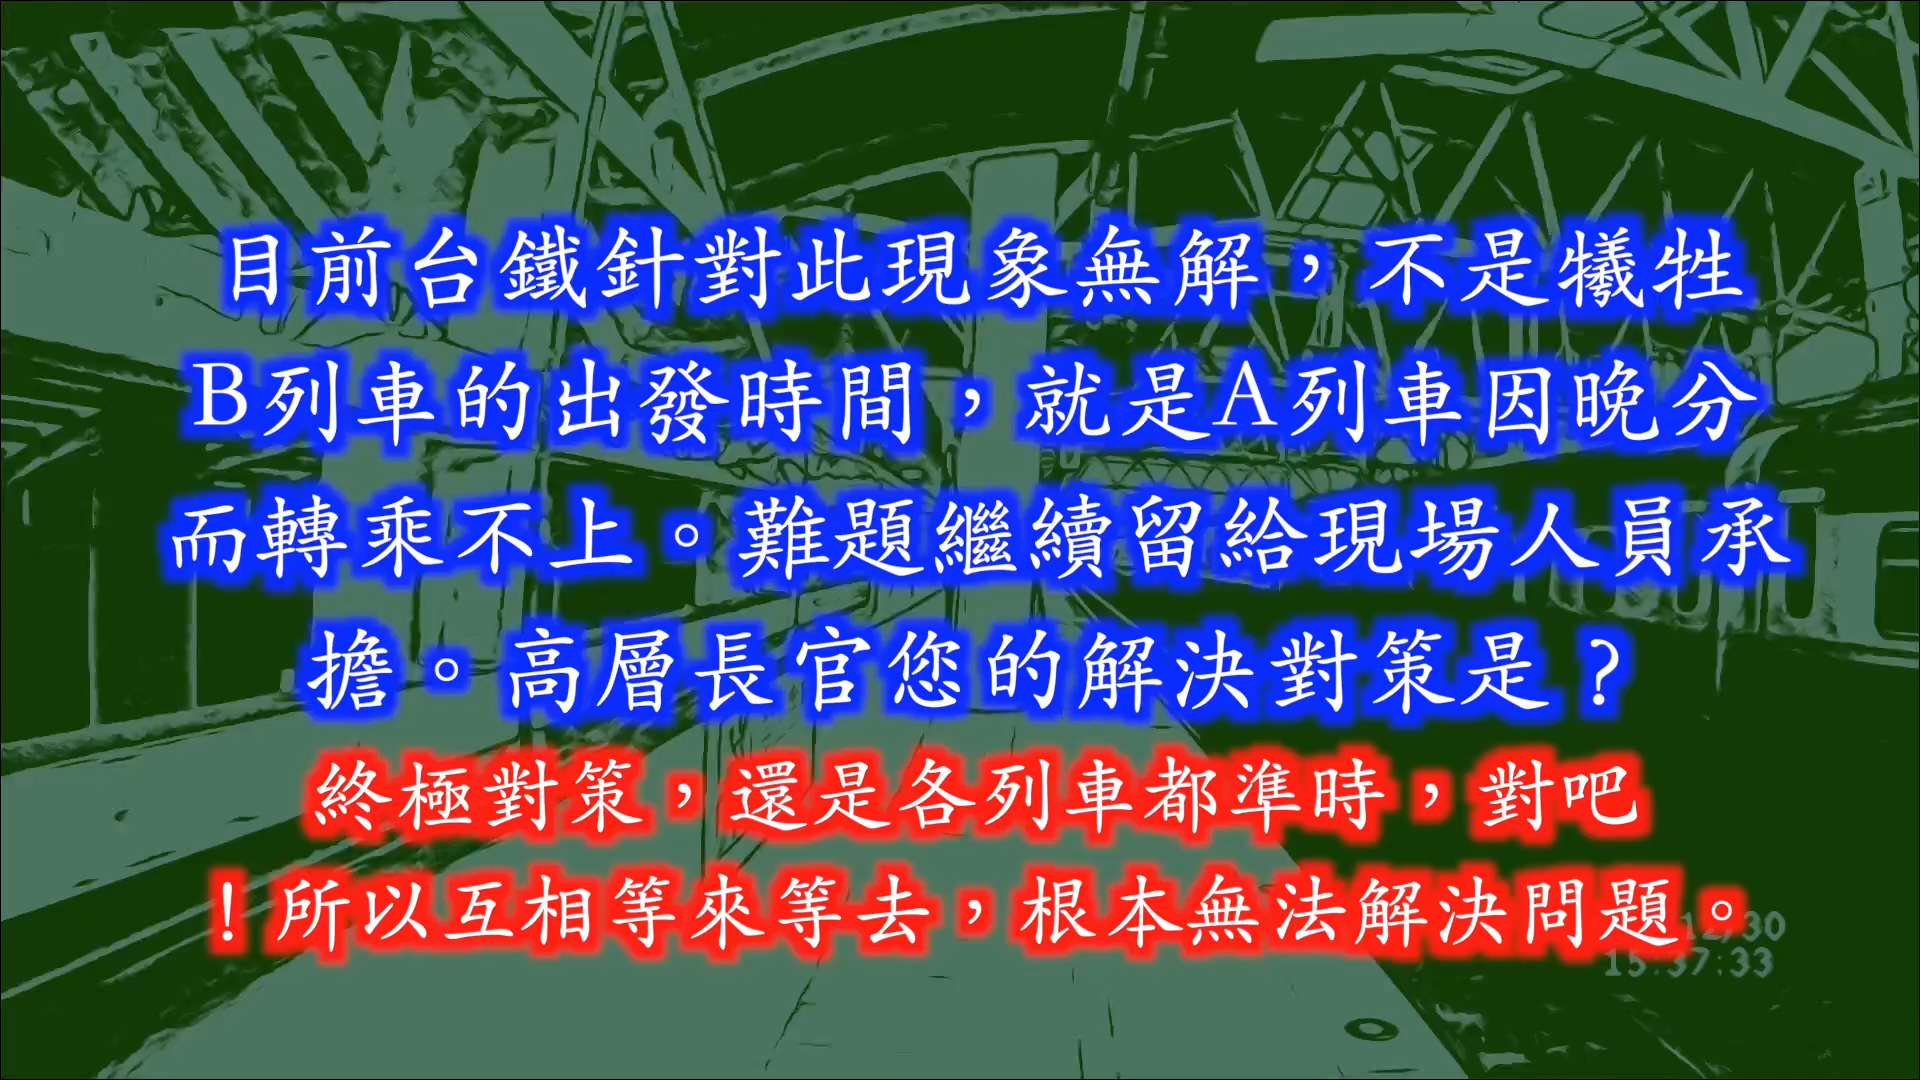 目前台鐵針對此現象無解，不是犧牲
B列車的出發時間，就是A列車因晚分
而轉乘不上。難題繼續留給現場人員承
擔。高層長官您的解決對策是？
終極對策，還是各列車都準時，對吧
！所以互相等來等去，根本無法解決問題。
12/30
15:37:33